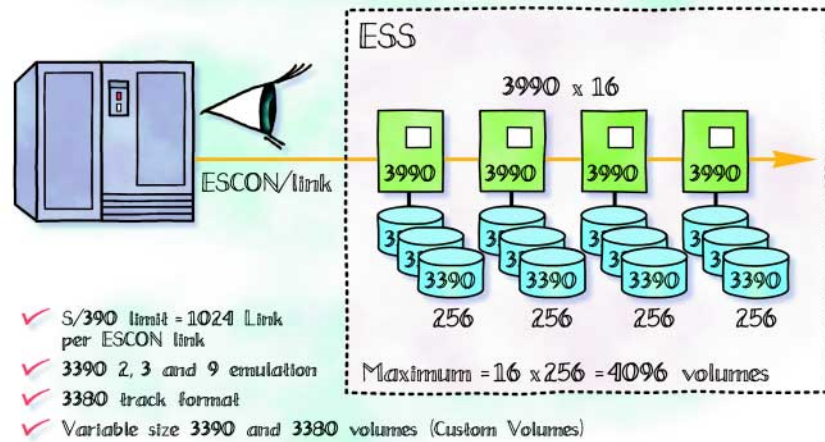 ESS
3990 x 16
ESCON/link
3990 3990 3990 3990
3390 3390 3390 3390
256 256 256 256
Maximum = 16 x 256 = 4096 volumes
S/390 limit = 1024 Link
per ESCON link
3390 2, 3 and 9 emulation
3380 track format
Variable size 3390 and 3380 volumes (Custom Volumes)